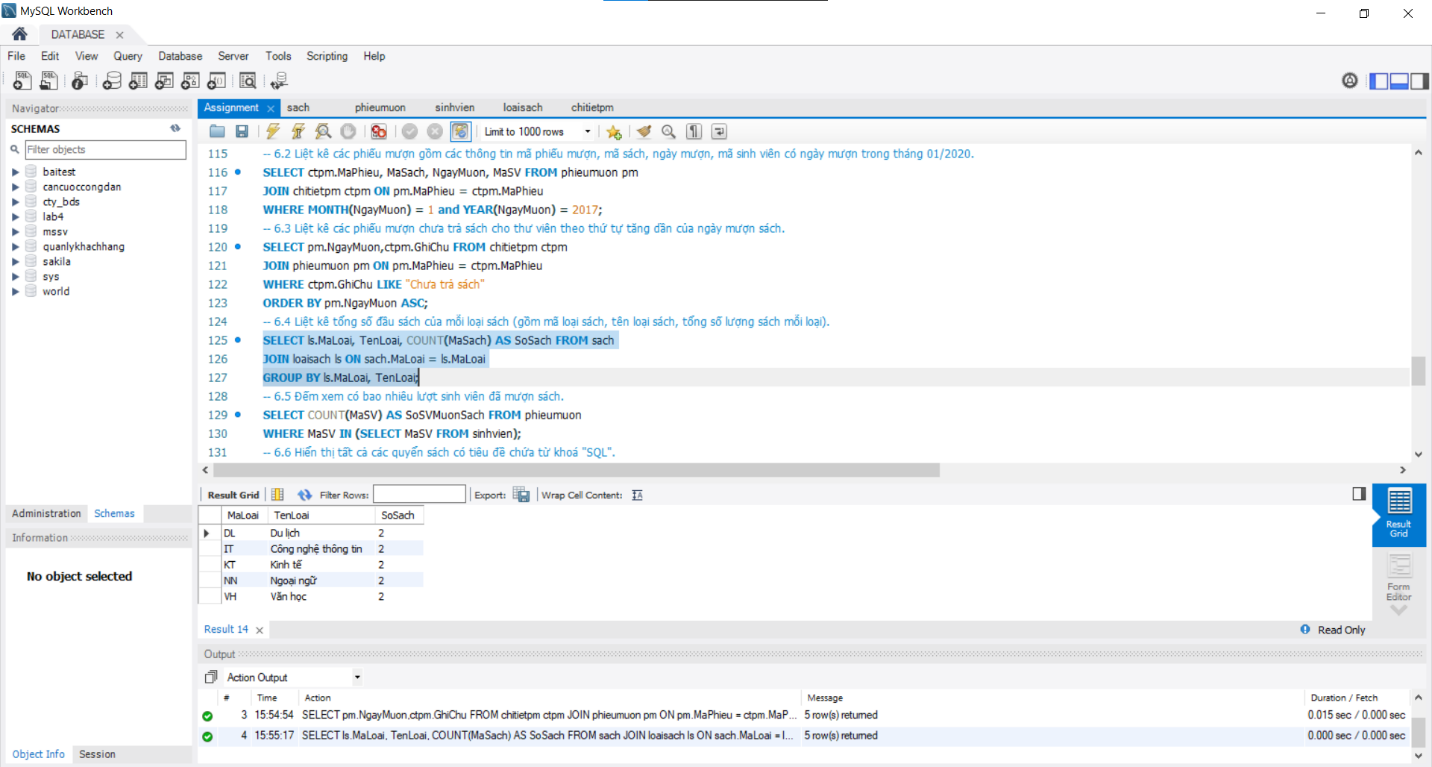 MySQL Workbench
DATABASE
File Edit View Query Database Server Tools Scripting Help
Navigator
SCHEMAS
Filter objects
baitest
cancuoccongdan
cty_bds
lab4
mssv
quanlykhachhang
sakila
sys
world
Administration Schemas
Information
No object selected
Object Info Session
Assignment sach phieumuon sinhvien loaisach chitietpm
Limit to 1000 rows
115 -- 6.2 Liệt kê các phiếu mượn gồm các thông tin mã phiếu mượn, mã sách, ngày mượn, mã sinh viên có ngày mượn trong tháng 01/2020.
116 SELECT ctpm.MaPhieu, MaSach, NgayMuon, MaSV FROM phieumuon pm
117 JOIN chitietpm ctpm ON pm.MaPhieu = ctpm.MaPhieu
118 WHERE MONTH(NgayMuon) = 1 and YEAR(NgayMuon) = 2017;
119 -- 6.3 Liệt kê các phiếu mượn chưa trả sách cho thư viên theo thứ tự tăng dần của ngày mượn sách.
120 SELECT pm.NgayMuon,ctpm.GhiChu FROM chitietpm ctpm
121 JOIN phieumuon pm ON pm.MaPhieu = ctpm.MaPhieu
122 WHERE ctpm.GhiChu LIKE "Chưa trả sách"
123 ORDER BY pm.NgayMuon ASC;
124 -- 6.4 Liệt kê tổng số đầu sách của mỗi loại sách (gồm mã loại sách, tên loại sách, tổng số lượng sách mỗi loại).
125 SELECT ls.MaLoai, TenLoai, COUNT(MaSach) AS SoSach FROM sach
126 JOIN loaisach ls ON sach.MaLoai = ls.MaLoai
127 GROUP BY ls.MaLoai, TenLoai;
128 -- 6.5 Đếm xem có bao nhiêu lượt sinh viên đã mượn sách.
129 SELECT COUNT(MaSV) AS SoSVMuonSach FROM phieumuon
130 WHERE MaSV IN (SELECT MaSV FROM sinhvien);
131 -- 6.6 Hiển thị tất cả các quyển sách có tiêu đề chứa từ khoá "SQL".
Result Grid Filter Rows: Export: Wrap Cell Content:
MaLoai TenLoai SoSach
DL Du lịch 2
IT Công nghệ thông tin 2
KT Kinh tế 2
NN Ngoại ngữ 2
VH Văn học 2
Result Grid
Form Editor
Result 14
Read Only
Output
Action Output
# Time Action Message Duration / Fetch
3 15:54:54 SELECT pm.NgayMuon,ctpm.GhiChu FROM chitietpm ctpm JOIN phieumuon pm ON pm.MaPhieu = ctpm.MaP... 5 row(s) returned 0.015 sec / 0.000 sec
4 15:55:17 SELECT ls.MaLoai, TenLoai, COUNT(MaSach) AS SoSach FROM sach JOIN loaisach ls ON sach.MaLoai = l... 5 row(s) returned 0.000 sec / 0.000 sec